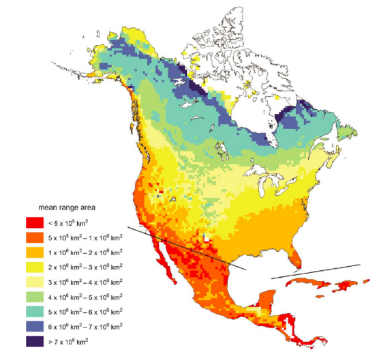 mean range area
< 6 x 10⁵ km²
5 x 10⁵ km² – 1 x 10⁶ km²
1 x 10⁶ km² – 2 x 10⁶ km²
2 x 10⁶ km² – 3 x 10⁶ km²
3 x 10⁶ km² – 4 x 10⁶ km²
4 x 10⁶ km² – 5 x 10⁶ km²
5 x 10⁶ km² – 6 x 10⁶ km²
6 x 10⁶ km² – 7 x 10⁶ km²
> 7 x 10⁶ km²